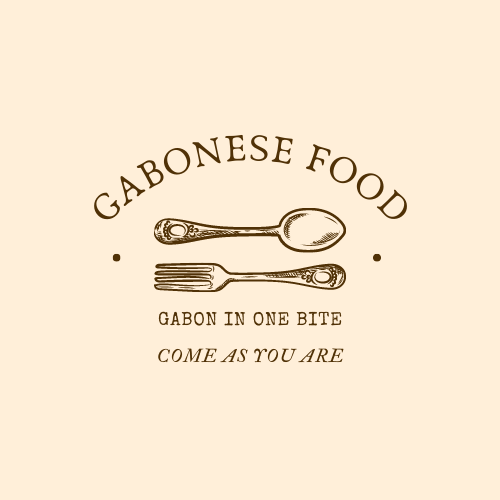 GABONESE FOOD
GABON IN ONE BITE
COME AS YOU ARE